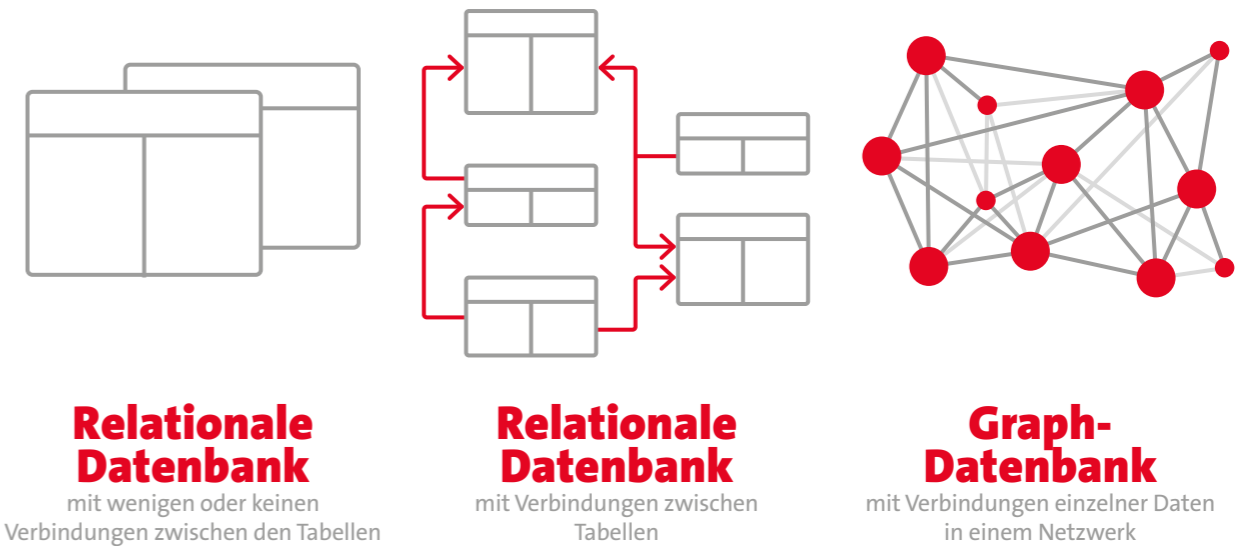 Relationale
Datenbank
mit wenigen oder keinen
Verbindungen zwischen den Tabellen
Relationale
Datenbank
mit Verbindungen zwischen
Tabellen
Graph-
Datenbank
mit Verbindungen einzelner Daten
in einem Netzwerk